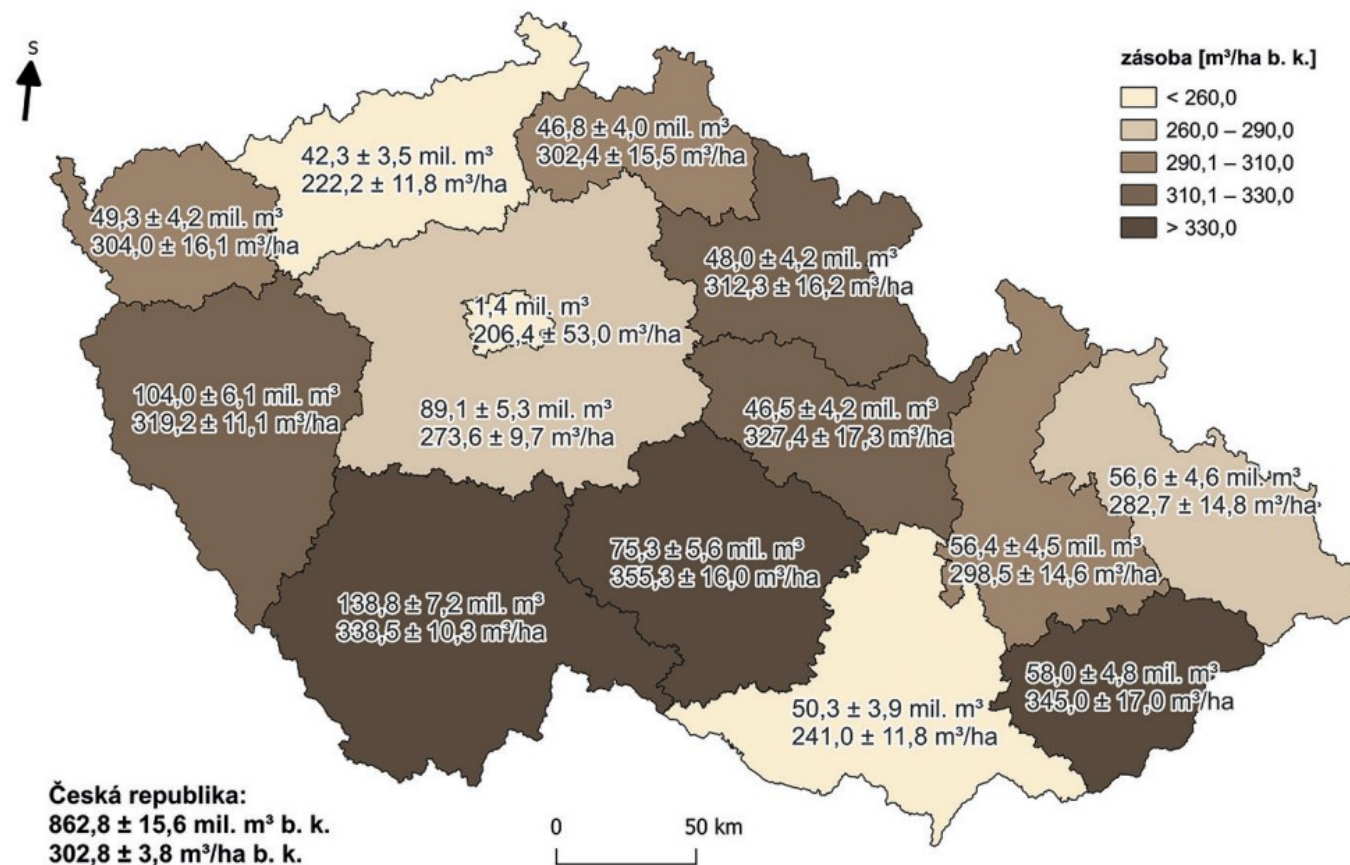 S
zásoba [m³/ha b. k.]
< 260,0
260,0 – 290,0
290,1 – 310,0
310,1 – 330,0
> 330,0
46,8 ± 4,0 mil. m³
302,4 ± 15,5 m³/ha
42,3 ± 3,5 mil. m³
222,2 ± 11,8 m³/ha
49,3 ± 4,2 mil. m³
304,0 ± 16,1 m³/ha
48,0 ± 4,2 mil. m³
312,3 ± 16,2 m³/ha
1,4 mil. m³
206,4 ± 53,0 m³/ha
104,0 ± 6,1 mil. m³
319,2 ± 11,1 m³/ha
89,1 ± 5,3 mil. m³
273,6 ± 9,7 m³/ha
46,5 ± 4,2 mil. m³
327,4 ± 17,3 m³/ha
56,6 ± 4,6 mil. m³
282,7 ± 14,8 m³/ha
75,3 ± 5,6 mil. m³
355,3 ± 16,0 m³/ha
56,4 ± 4,5 mil. m³
298,5 ± 14,6 m³/ha
138,8 ± 7,2 mil. m³
338,5 ± 10,3 m³/ha
58,0 ± 4,8 mil. m³
345,0 ± 17,0 m³/ha
50,3 ± 3,9 mil. m³
241,0 ± 11,8 m³/ha
Česká republika:
862,8 ± 15,6 mil. m³ b. k.
302,8 ± 3,8 m³/ha b. k.
0 50 km